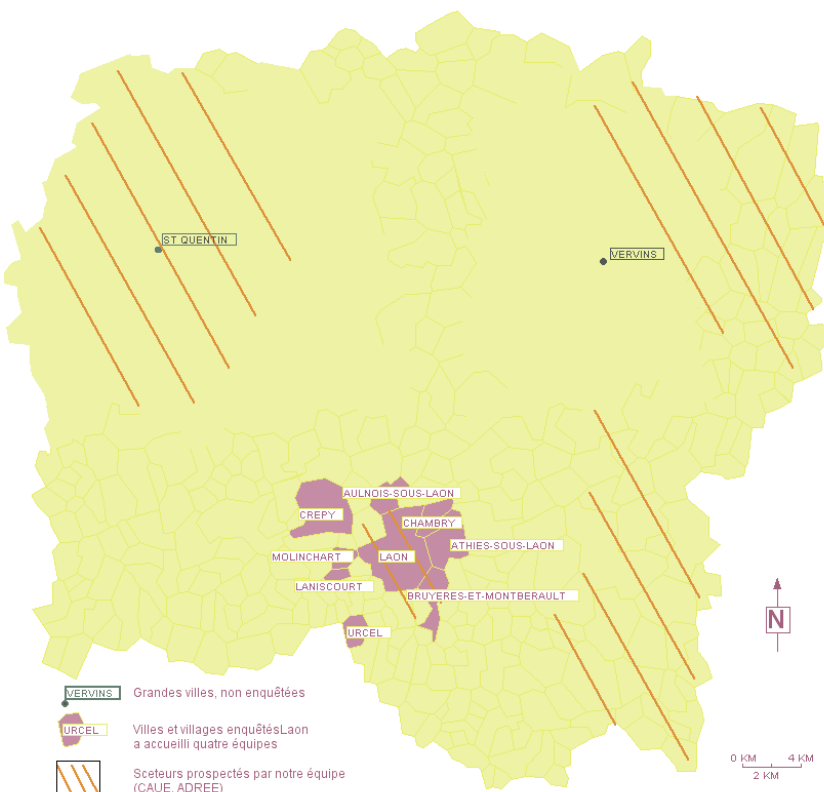 ST QUENTIN
VERVINS
AULNOIS-SOUS-LAON
CREPY
CHAMBRY
ATHIES-SOUS-LAON
MOLINCHART
LAON
LANISCOURT
BRUYERES-ET-MONTBERAULT
URCEL
N
VERVINS
Grandes villes, non enquêtées
URCEL
Villes et villages enquêtésLaon
a accueilli quatre équipes
Sceteurs prospectés par notre équipe
(CAUE, ADREE)
0 KM 4 KM
2 KM